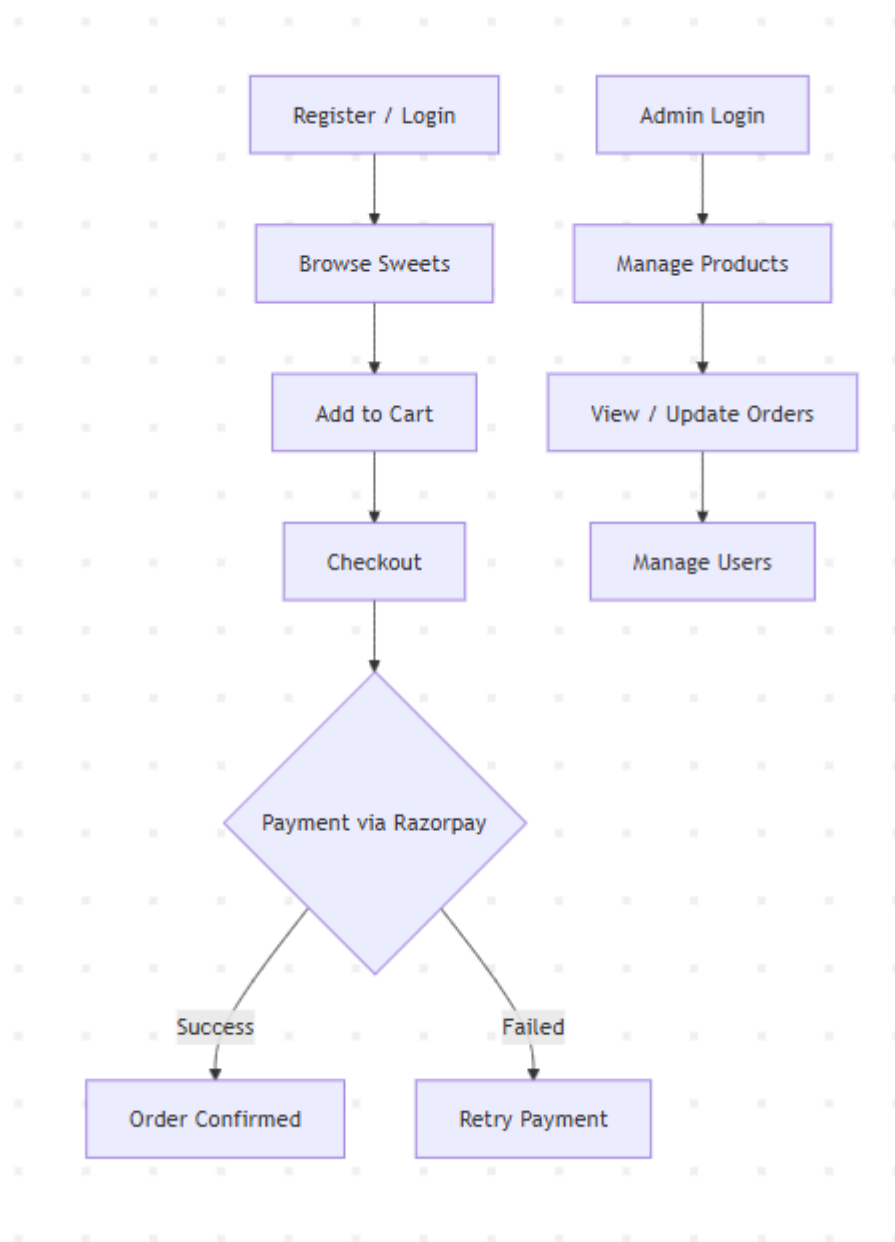 Register / Login
Admin Login
Browse Sweets
Manage Products
Add to Cart
View / Update Orders
Checkout
Manage Users
Payment via Razorpay
Success
Failed
Order Confirmed
Retry Payment